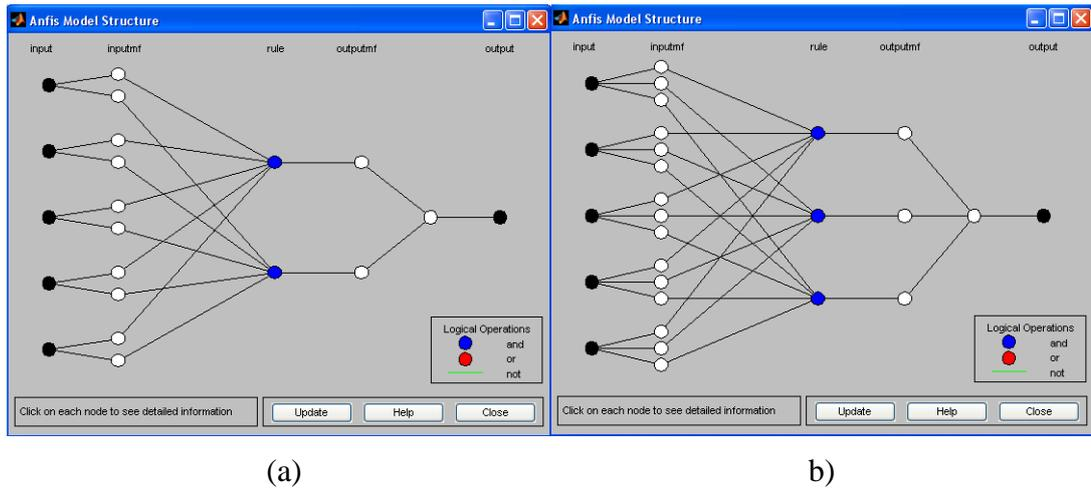 Anfis Model Structure
input inputmf rule outputmf output
Logical Operations
and
or
not
Click on each node to see detailed information
Update Help Close
(a)
Anfis Model Structure
input inputmf rule outputmf output
Logical Operations
and
or
not
Click on each node to see detailed information
Update Help Close
b)